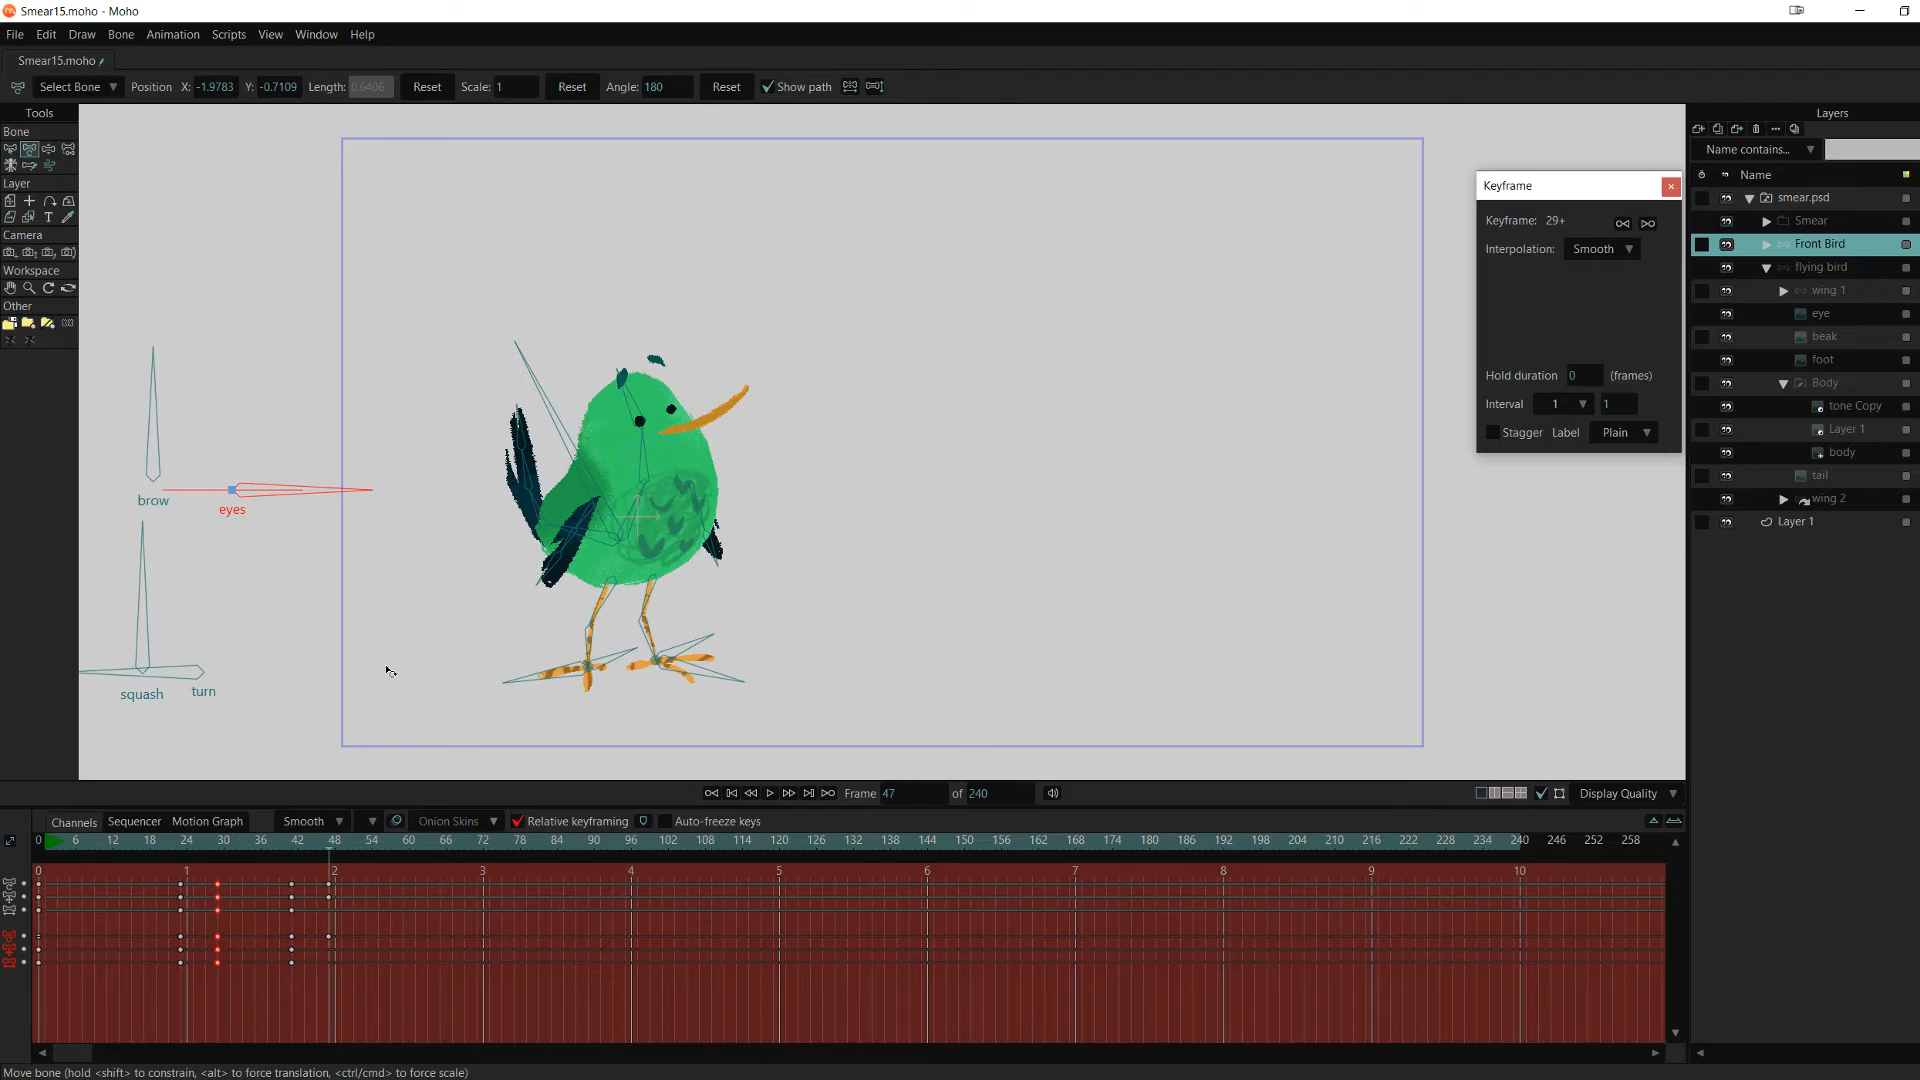 Smear15.moho - Moho
File Edit Draw Bone Animation Scripts View Window Help
Smear15.moho
Select Bone Position X: -1.9783 Y: -0.7109 Length: 0.6406 Reset Scale: 1 Reset Angle: 180 Reset Show path
Tools
Bone
Layer
Camera
Workspace
Other
brow
eyes
squash turn
Keyframe
Keyframe: 29+
Interpolation: Smooth
Hold duration 0 (frames)
Interval 1 1
Stagger Label Plain
Layers
Name contains...
Name
smear.psd
Smear
Front Bird
flying bird
wing 1
eye
beak
foot
Body
tone Copy
Layer 1
body
tail
wing 2
Layer 1
Frame 47 of 240 Display Quality
Channels Sequencer Motion Graph Smooth Onion Skins Relative keyframing Auto-freeze keys
0 6 12 18 24 30 36 42 48 54 60 66 72 78 84 90 96 102 108 114 120 126 132 138 144 150 156 162 168 174 180 186 192 198 204 210 216 222 228 234 240 246 252 258
0 1 2 3 4 5 6 7 8 9 10
Move bone (hold <shift> to constrain, <alt> to force translation, <ctrl/cmd> to force scale)